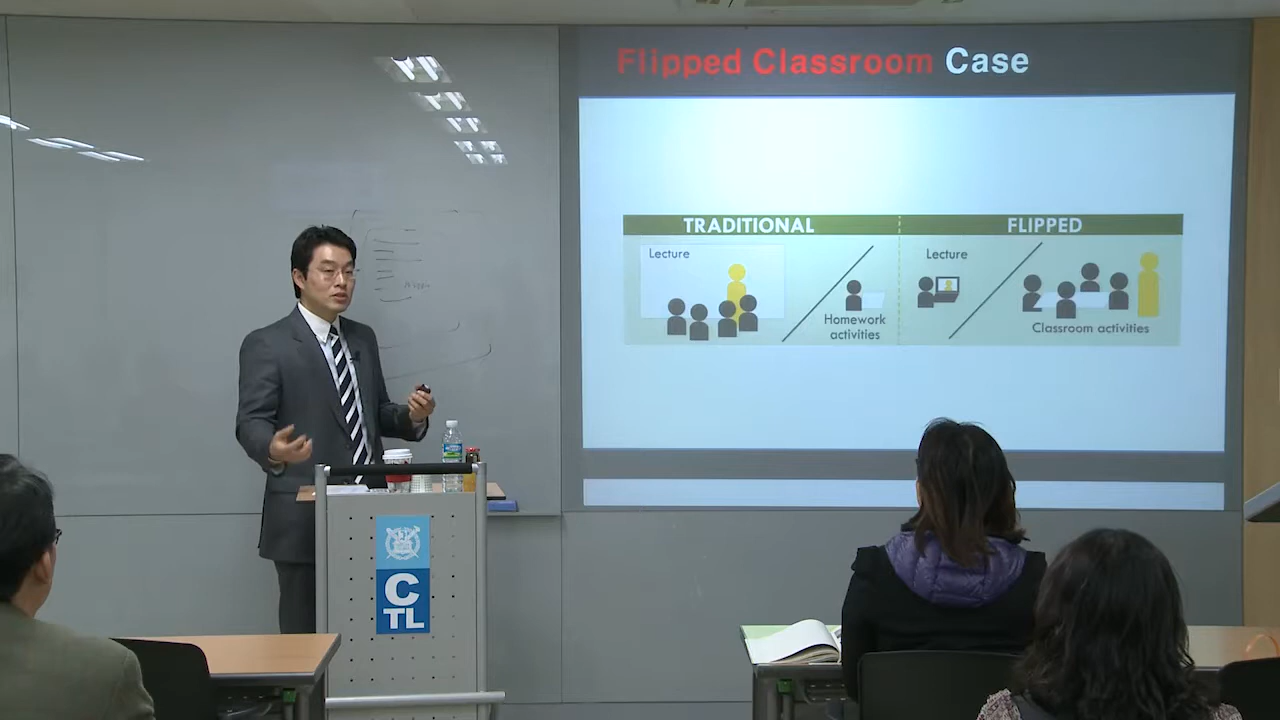 Flipped Classroom Case
TRADITIONAL
FLIPPED
Lecture
Homework
activities
Lecture
Classroom activities
C
TL